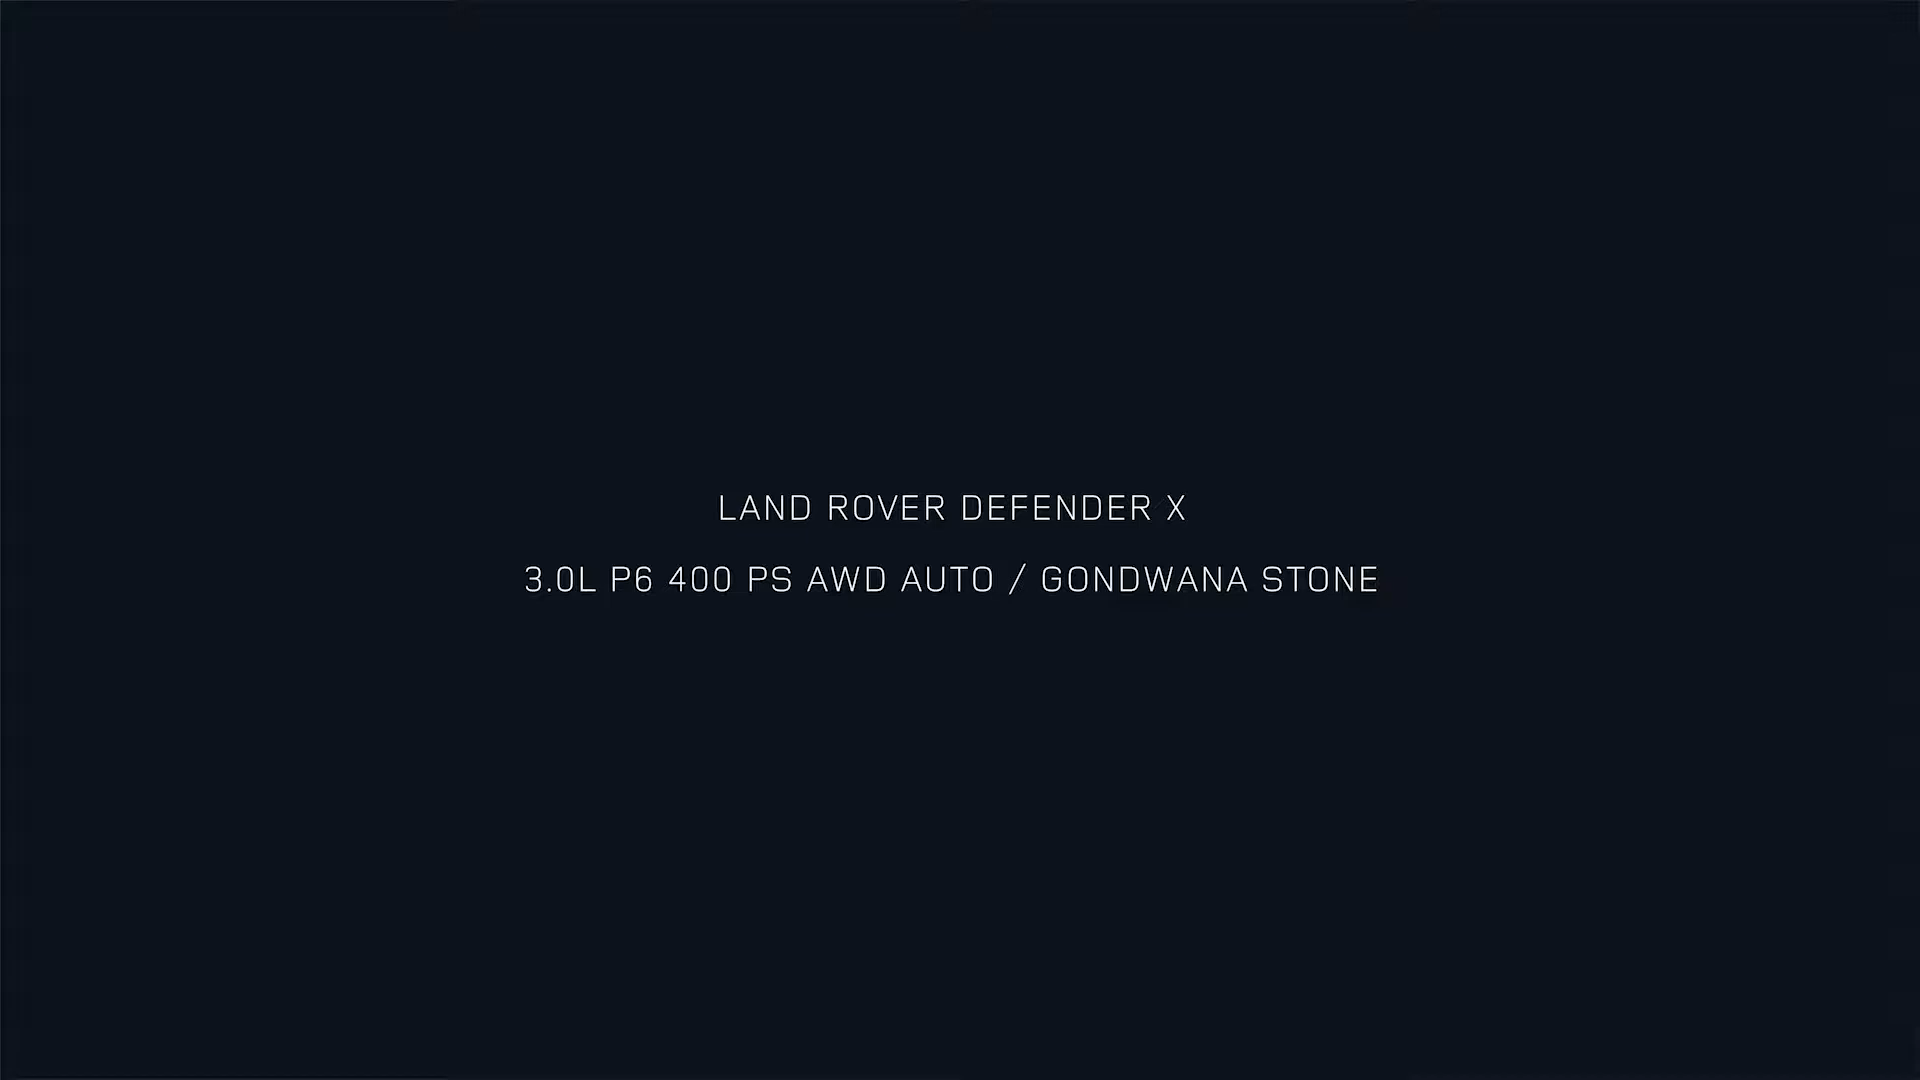 LAND ROVER DEFENDER X
3.0L P6 400 PS AWD AUTO / GONDWANA STONE